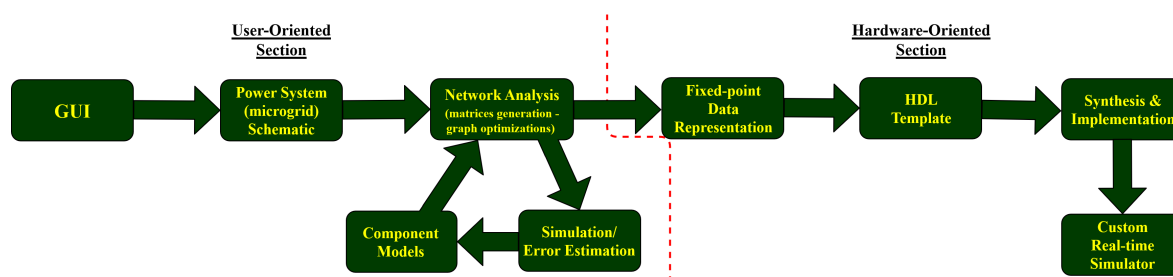 User-Oriented
Section
Hardware-Oriented
Section
GUI
Power System
(microgrid)
Schematic
Network Analysis
(matrices generation -
graph optimizations)
Fixed-point
Data
Representation
HDL
Template
Synthesis &
Implementation
Component
Models
Simulation/
Error Estimation
Custom
Real-time
Simulator